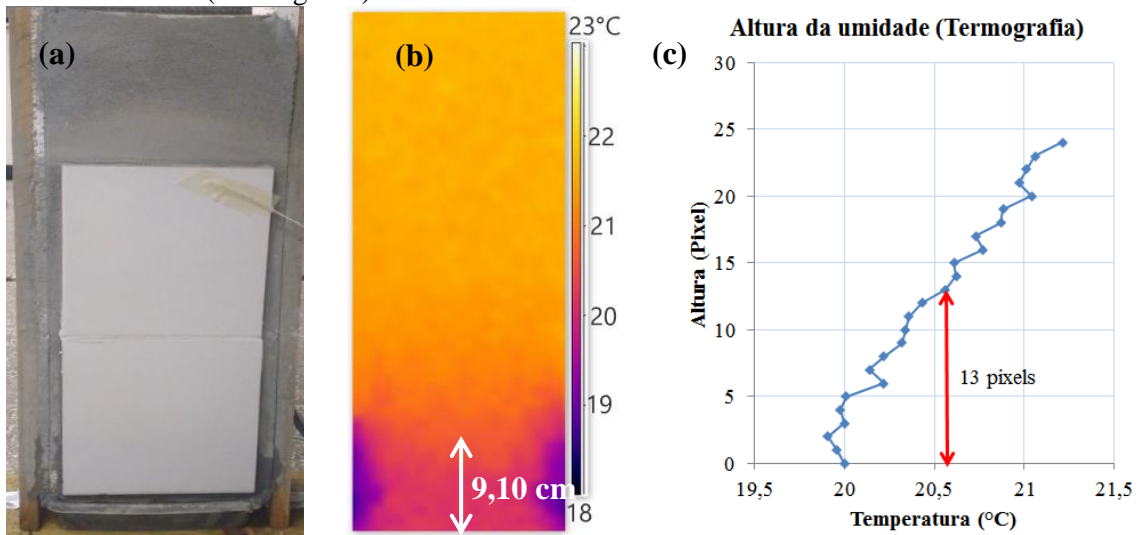 (a)
(b)
23°C
22
21
20
19
18
9,10 cm
(c)
Altura da umidade (Termografia)
30
25
20
15
10
5
0
Altura (Pixel)
13 pixels
19,5
20
20,5
21
21,5
Temperatura (°C)